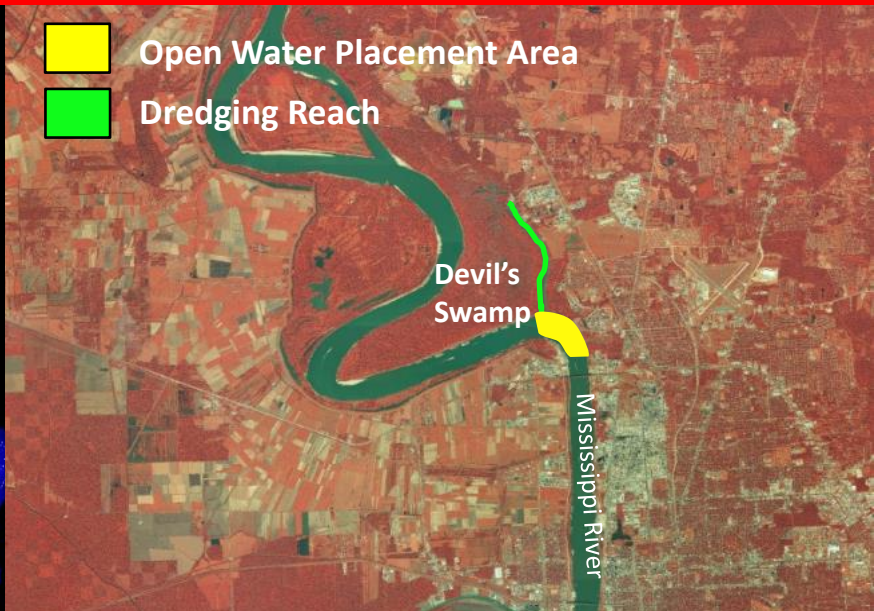 Open Water Placement Area
Dredging Reach
Devil's
Swamp
Mississippi River